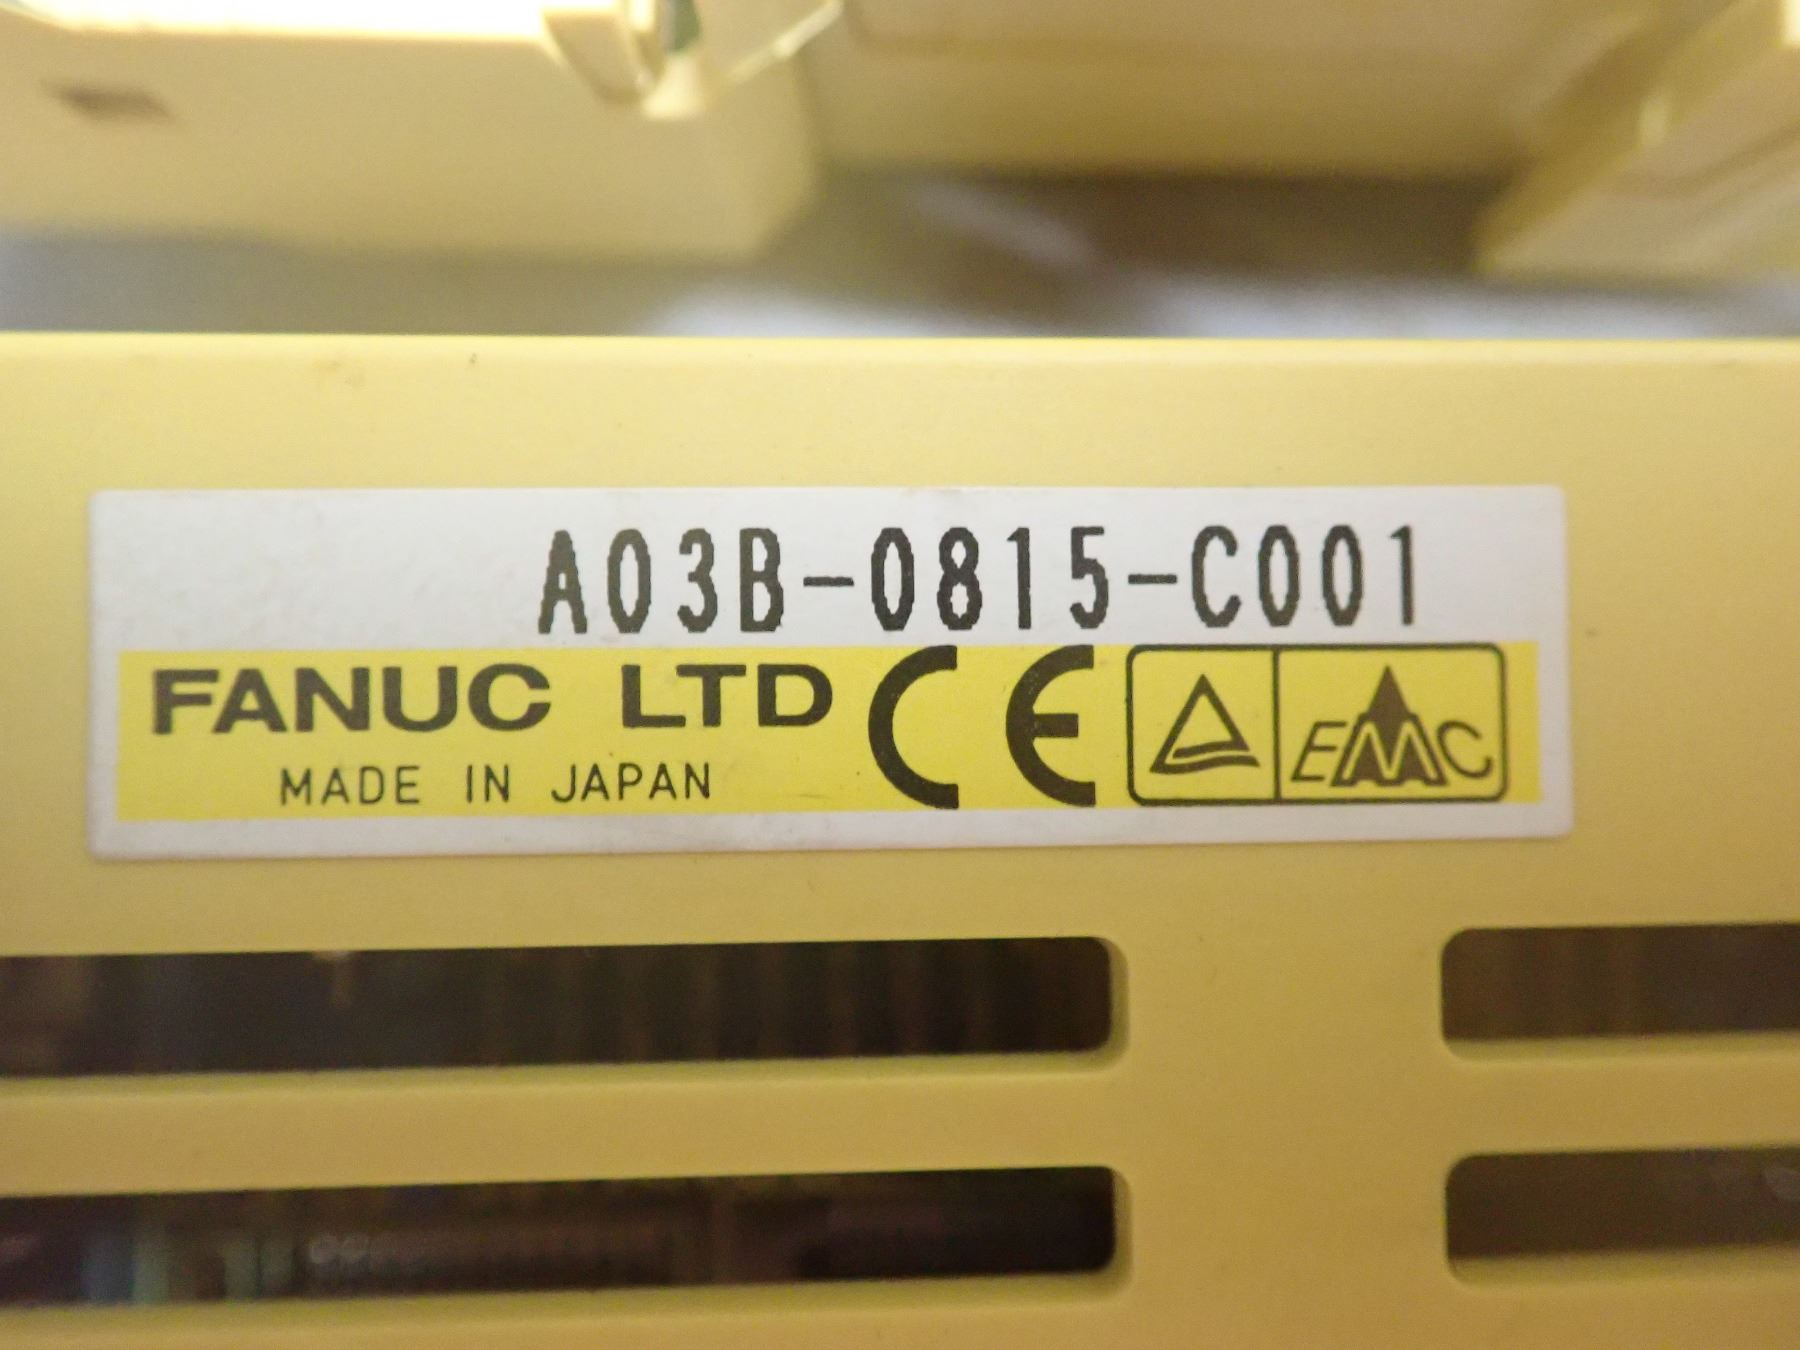 A03B-0815-C001
FANUC LTD CE EMC
MADE IN JAPAN